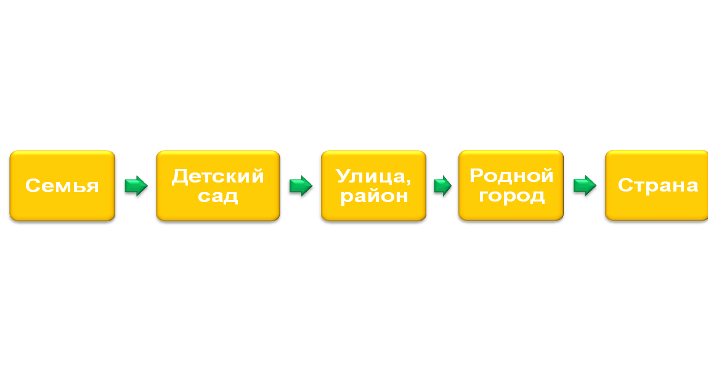 Семья
Детский
сад
Улица,
район
Родной
город
Страна